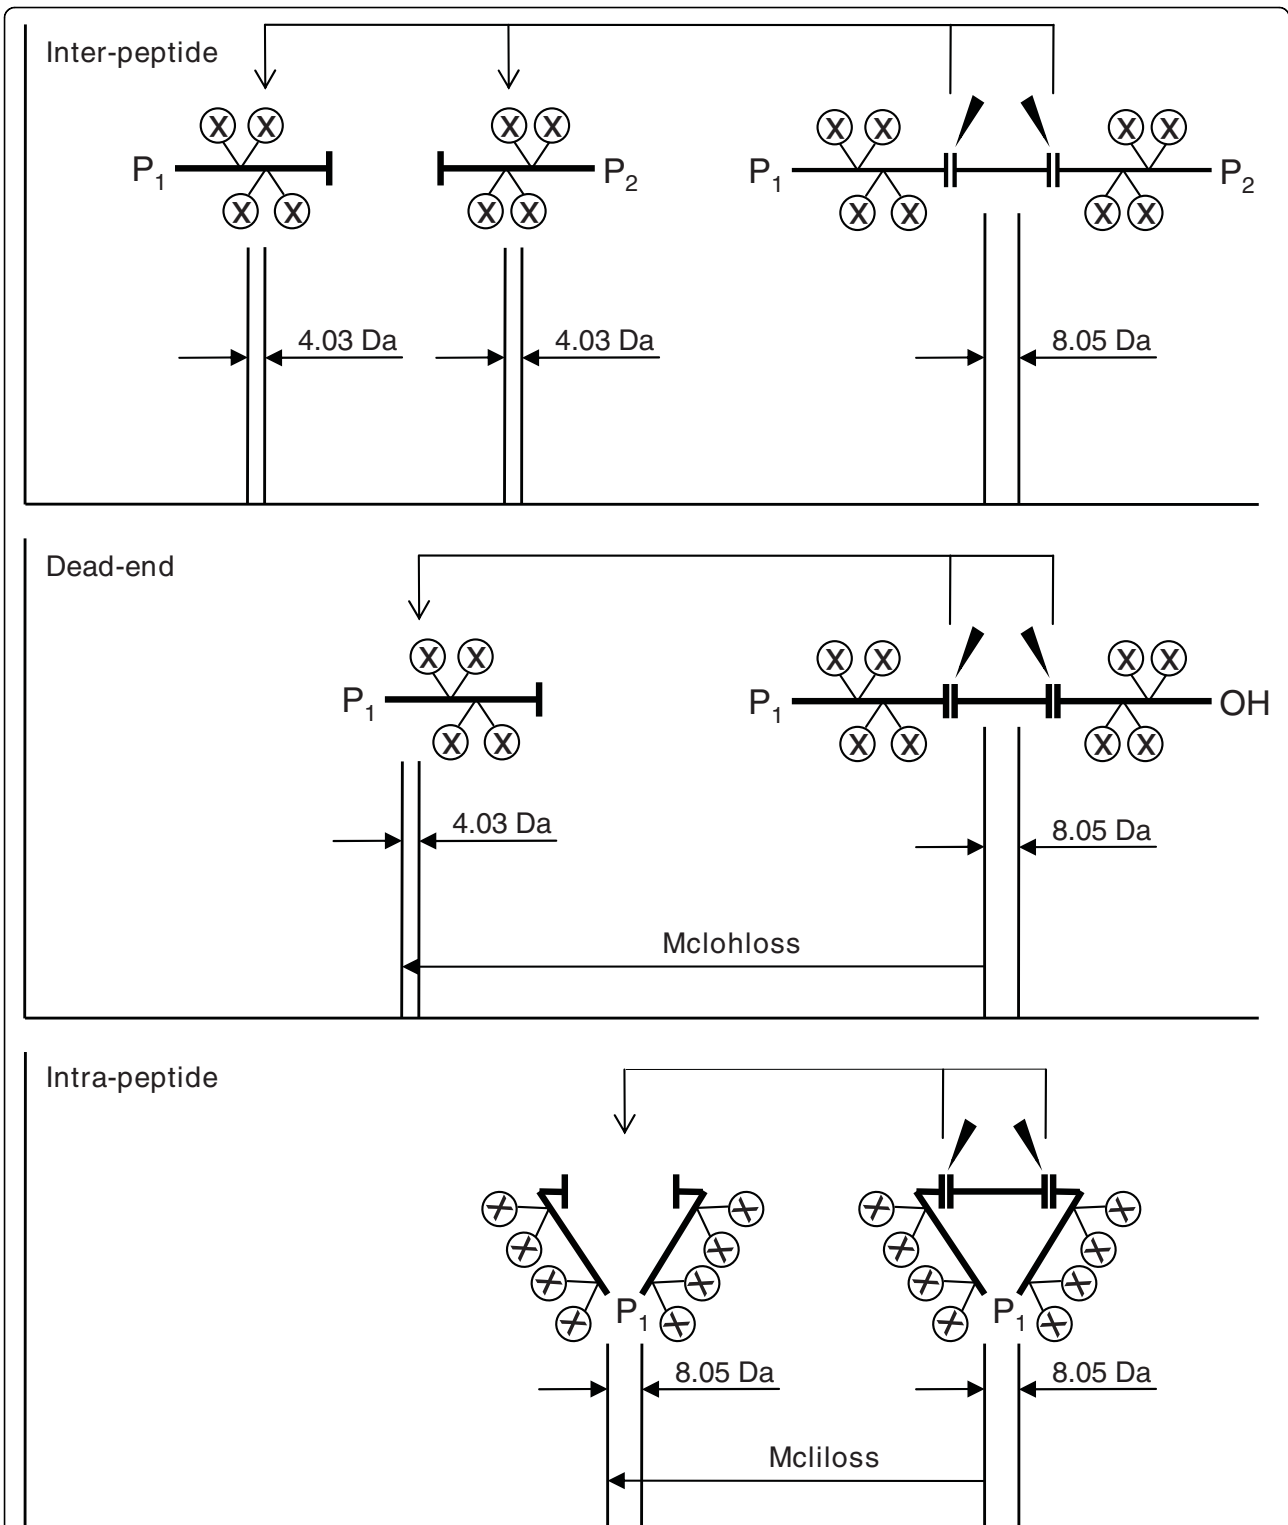 Inter-peptide
X X X X X X X X
X X X X X X X X
P1 P2 P1 P2
4.03 Da 4.03 Da 8.05 Da
Dead-end
X X X X X X
X X X X X X
P1 P1 OH
4.03 Da 8.05 Da
Mclohloss
Intra-peptide
X X X X
X X X X
X X X X
X X X X
P1 P1
8.05 Da 8.05 Da
Mcliloss